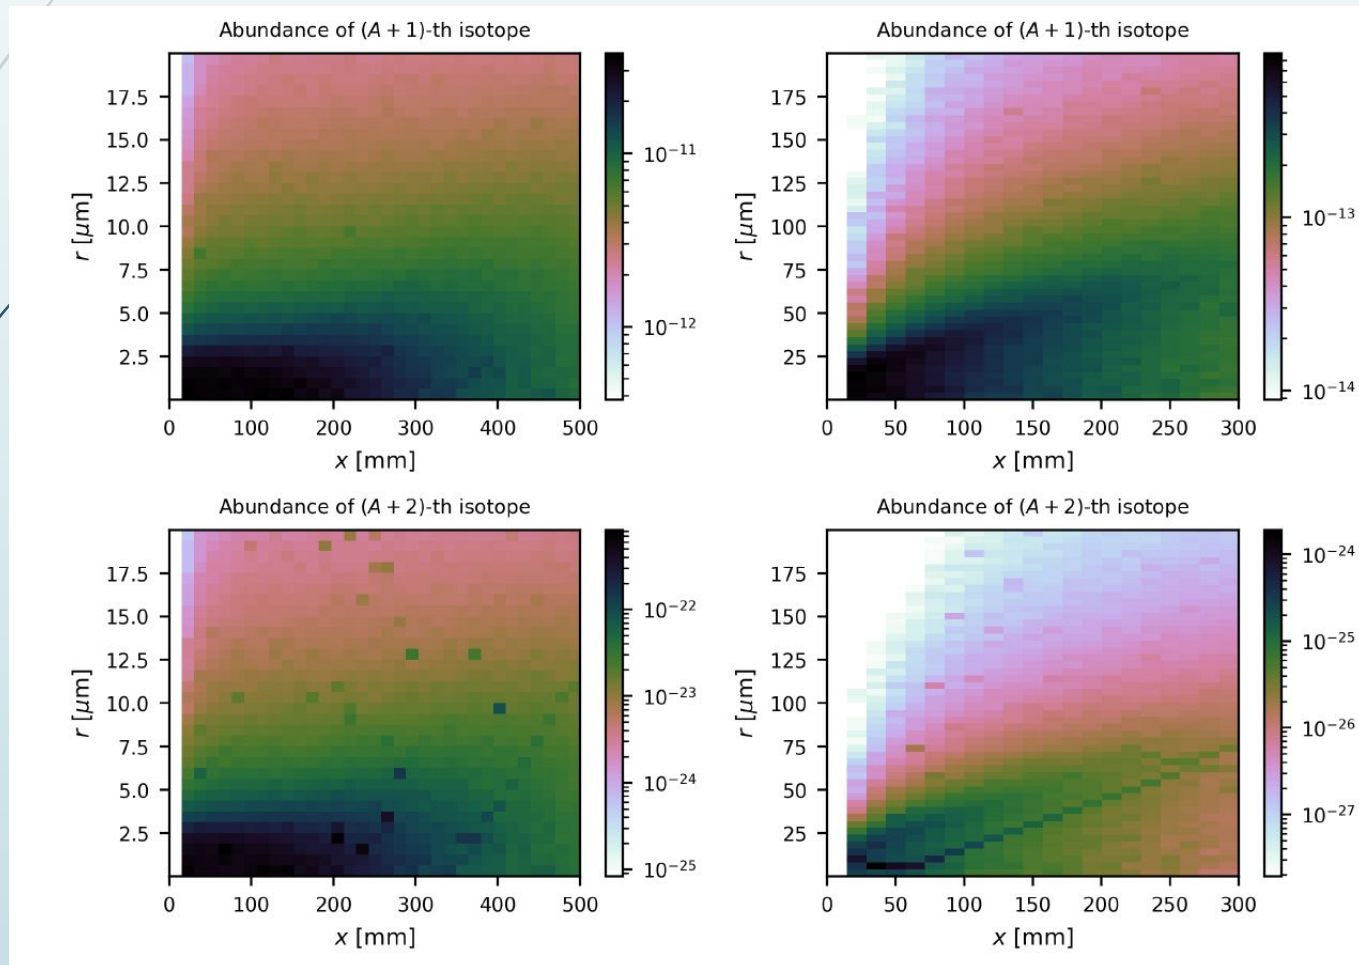 Abundance of (A + 1)-th isotope
17.5
15.0
12.5
10.0
7.5
5.0
2.5
r [μm]
0 100 200 300 400 500
x [mm]
10⁻¹¹
10⁻¹²
Abundance of (A + 1)-th isotope
175
150
125
100
75
50
25
r [μm]
0 50 100 150 200 250 300
x [mm]
10⁻¹³
10⁻¹⁴
Abundance of (A + 2)-th isotope
17.5
15.0
12.5
10.0
7.5
5.0
2.5
r [μm]
0 100 200 300 400 500
x [mm]
10⁻²²
10⁻²³
10⁻²⁴
10⁻²⁵
Abundance of (A + 2)-th isotope
175
150
125
100
75
50
25
r [μm]
0 50 100 150 200 250 300
x [mm]
10⁻²⁴
10⁻²⁵
10⁻²⁶
10⁻²⁷